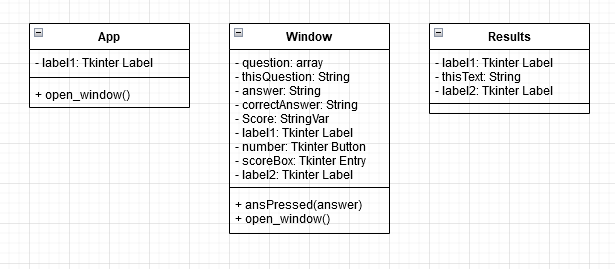 App
- label1: Tkinter Label
+ open_window()
Window
- question: array
- thisQuestion: String
- answer: String
- correctAnswer: String
- Score: StringVar
- label1: Tkinter Label
- number: Tkinter Button
- scoreBox: Tkinter Entry
- label2: Tkinter Label
+ ansPressed(answer)
+ open_window()
Results
- label1: Tkinter Label
- thisText: String
- label2: Tkinter Label